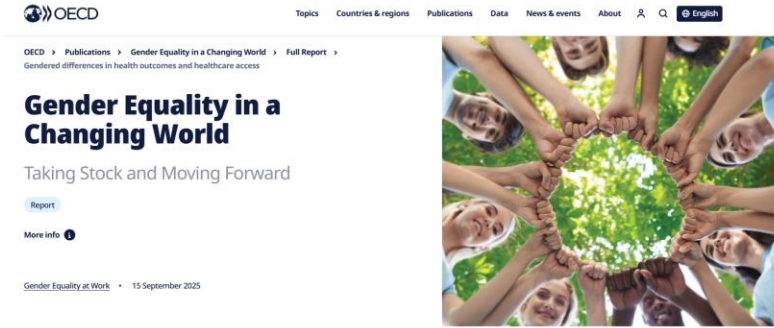 OECD
Topics Countries & regions Publications Data News & events About English
OECD > Publications > Gender Equality in a Changing World > Full Report >
Gendered differences in health outcomes and healthcare access
Gender Equality in a
Changing World
Taking Stock and Moving Forward
Report
More info i
Gender Equality at Work • 15 September 2025